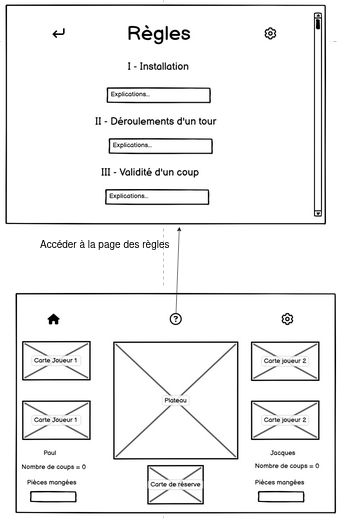 Règles
I - Installation
Explications...
II - Déroulements d'un tour
Explications...
III - Validité d'un coup
Explications...
Accéder à la page des règles
?
Carte Joueur 1
Carte joueur 2
Plateau
Carte Joueur 1
Carte joueur 2
Paul
Jacques
Nombre de coups = 0
Nombre de coups = 0
Carte de réserve
Pièces mangées
Pièces mangées